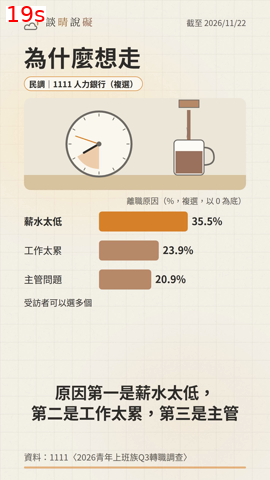 19s
談晴說礙
截至 2026/11/22
為什麼想走
民調｜1111 人力銀行（複選）
離職原因（%，複選，以 0 為底）
薪水太低 35.5%
工作太累 23.9%
主管問題 20.9%
受訪者可以選多個
原因第一是薪水太低，
第二是工作太累，第三是主管
資料：1111〈2026青年上班族Q3轉職調查〉